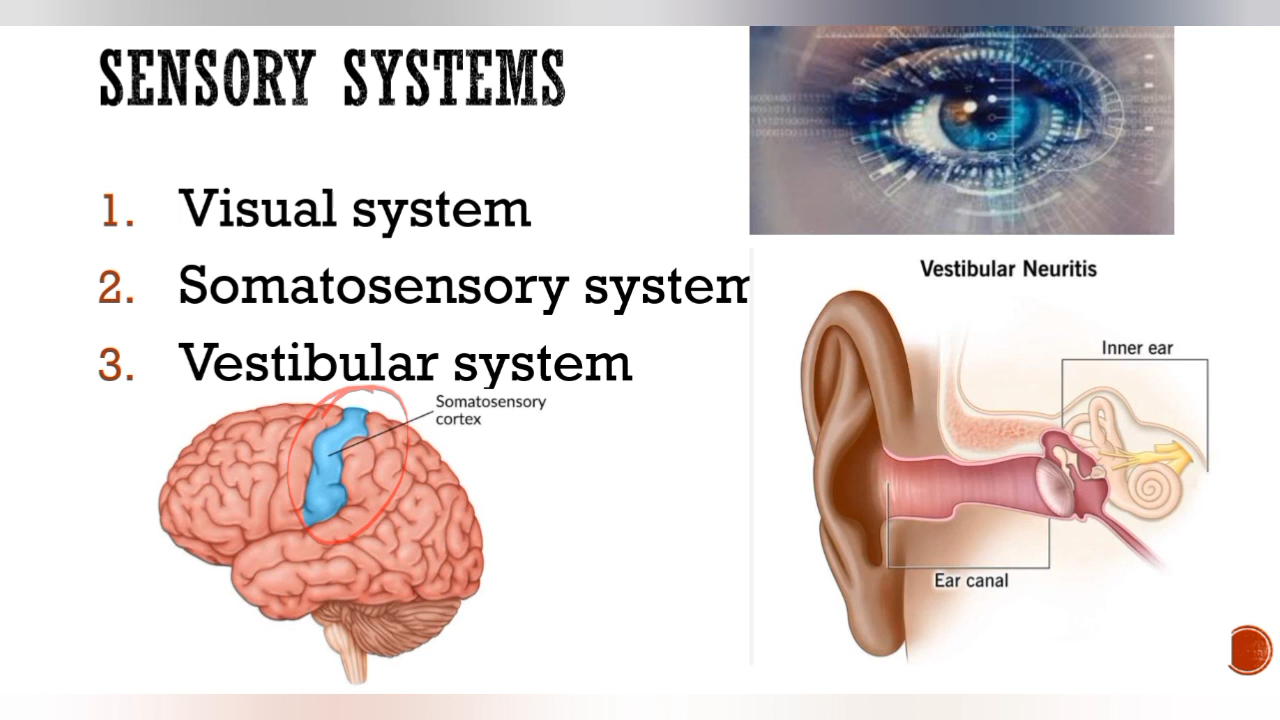 SENSORY SYSTEMS
1. Visual system
2. Somatosensory system
3. Vestibular system
Somatosensory
cortex
Vestibular Neuritis
Inner ear
Ear canal